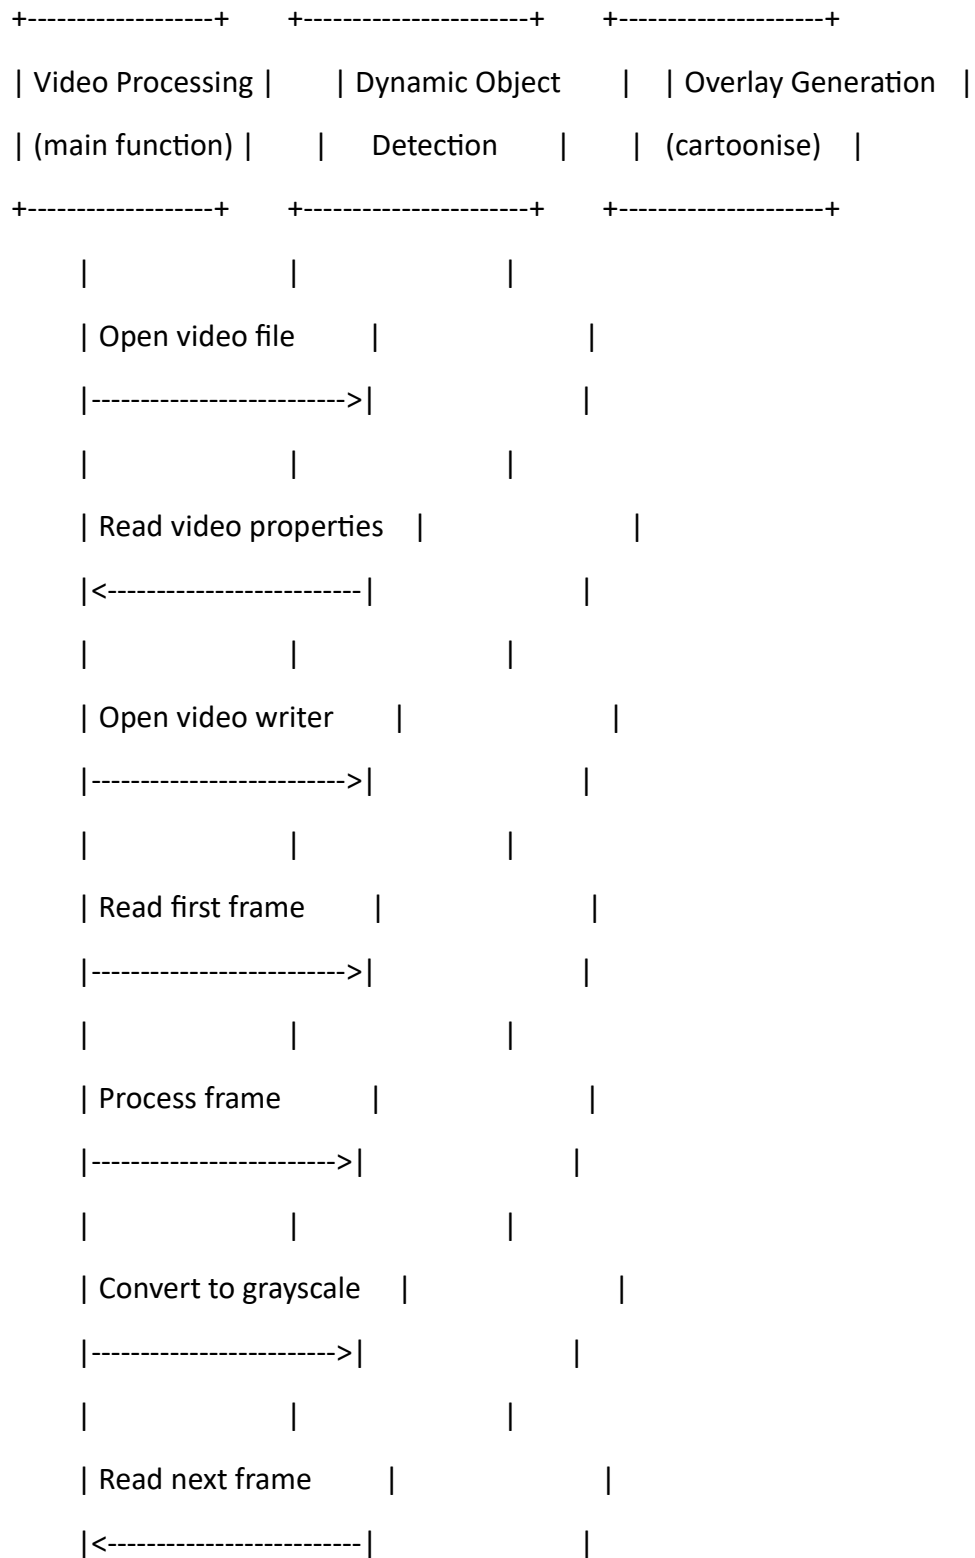 +-------------------+ +-----------------------+ +---------------------+
| Video Processing | | Dynamic Object | | Overlay Generation |
| (main function) | | Detection | | (cartoonise) |
+-------------------+ +-----------------------+ +---------------------+
| | |
| Open video file | |
|-------------------------->| |
| | |
| Read video properties | |
|<--------------------------| |
| | |
| Open video writer | |
|-------------------------->| |
| | |
| Read first frame | |
|-------------------------->| |
| | |
| Process frame | |
|------------------------->| |
| | |
| Convert to grayscale | |
|------------------------->| |
| | |
| Read next frame | |
|<--------------------------| |